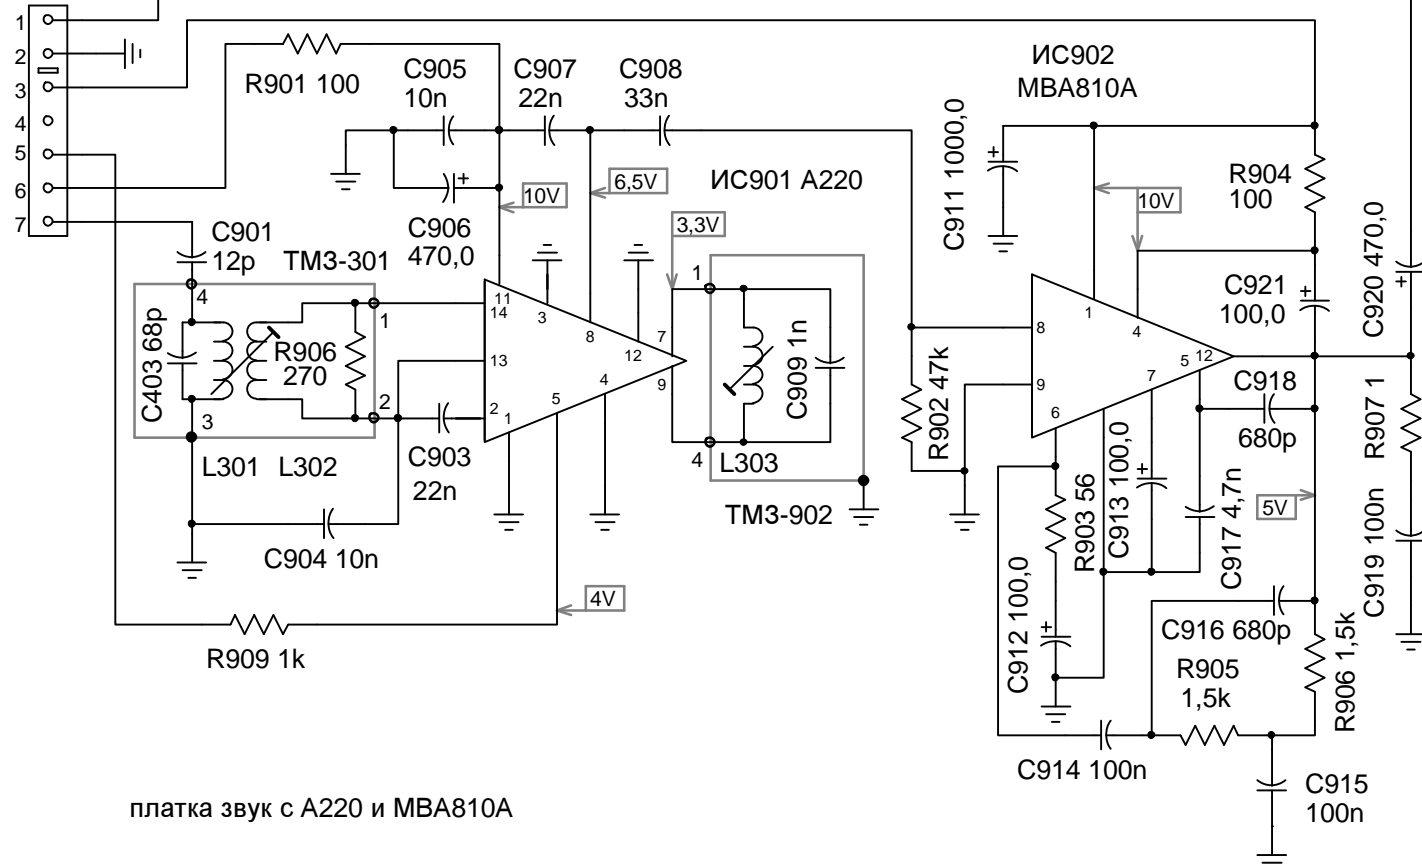 1
2
3
4
5
6
7
R901 100
C905
10n
C907
22n
C908
33n
ИС902
MBA810A
C906
470,0
10V
6,5V
ИС901 A220
3,3V
C911 1000,0
10V
R904
100
C920 470,0
C901
12p
ТМЗ-301
4
C403 68p
R906
270
1
2
3
L301 L302
C903
22n
C904 10n
11
14
13
2
1
3
8
12
5
4
7
9
1
4
C909 1n
L303
ТМЗ-902
R902 47k
8
9
1
4
5
12
7
6
C921
100,0
C918
680p
R907 1
R903 56
C913 100,0
C917 4,7n
5V
C919 100n
4V
R909 1k
C912 100,0
C916 680p
R905
1,5k
R906 1,5k
C914 100n
C915
100n
платка звук с А220 и МВА810А